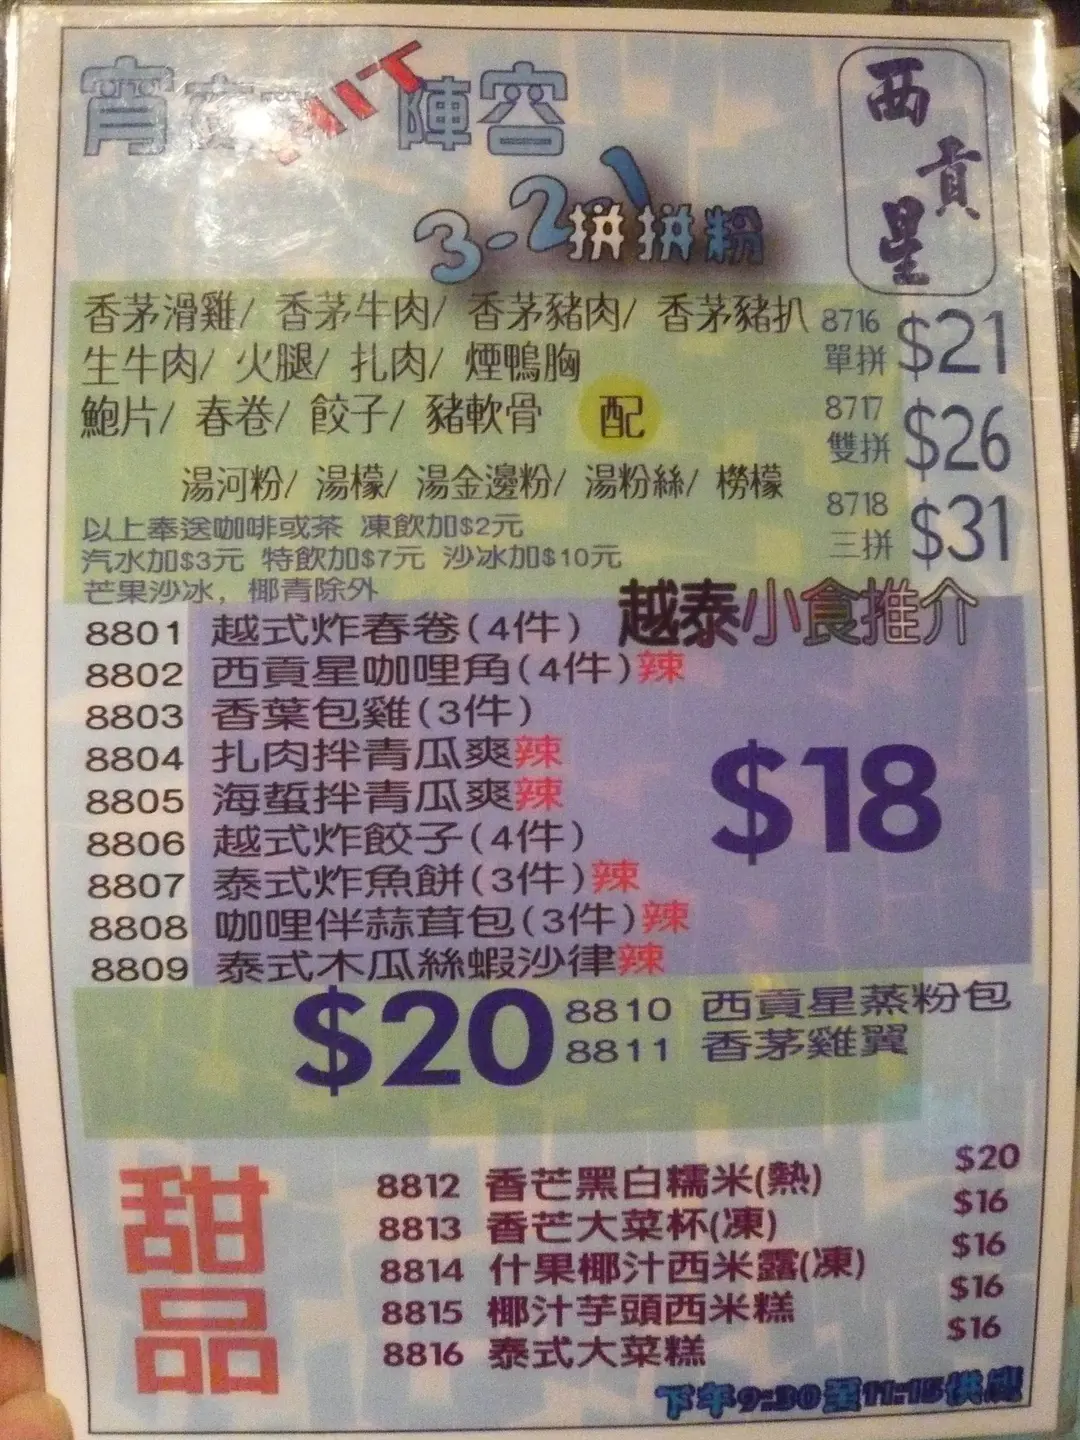 宵夜 HIT 陣容
西貢星
3-2-1 拼拼粉
香茅滑雞/ 香茅牛肉/ 香茅豬肉/ 香茅豬扒
生牛肉/ 火腿/ 扎肉/ 煙鴨胸
鮑片/ 春卷/ 餃子/ 豬軟骨 配
湯河粉/ 湯檬/ 湯金邊粉/ 湯粉絲/ 撈檬
8716 單拼 $21
8717 雙拼 $26
8718 三拼 $31
以上奉送咖啡或茶 凍飲加$2元
汽水加$3元 特飲加$7元 沙冰加$10元
芒果沙冰，椰青除外
越泰小食推介
8801 越式炸春卷(4件)
8802 西貢星咖哩角(4件)辣
8803 香葉包雞(3件)
8804 扎肉拌青瓜爽辣
8805 海蜇拌青瓜爽辣
8806 越式炸餃子(4件)
8807 泰式炸魚餅(3件)辣
8808 咖哩伴蒜茸包(3件)辣
8809 泰式木瓜絲蝦沙律辣
$18
$20
8810 西貢星蒸粉包
8811 香茅雞翼
甜品
8812 香芒黑白糯米(熱) $20
8813 香芒大菜杯(凍) $16
8814 什果椰汁西米露(凍) $16
8815 椰汁芋頭西米糕 $16
8816 泰式大菜糕 $16
下午9:30至11:15供應